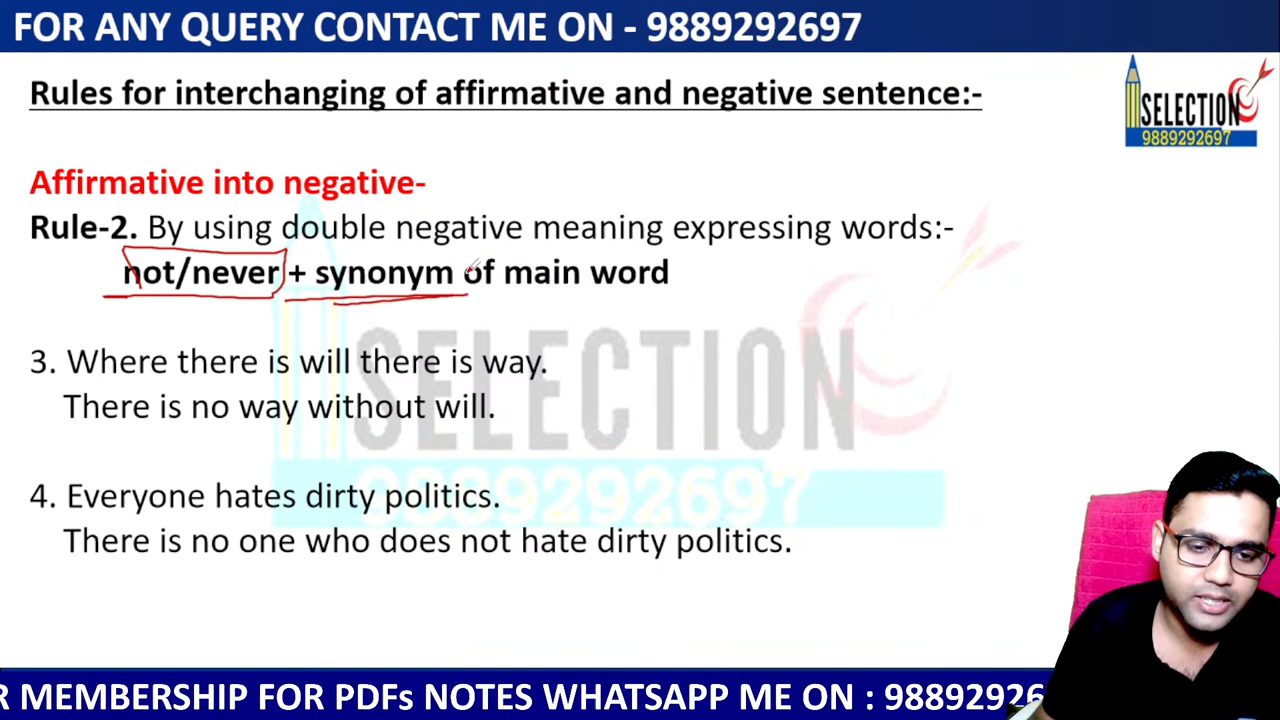 FOR ANY QUERY CONTACT ME ON - 9889292697
Rules for interchanging of affirmative and negative sentence:-
SELECTION
9889292697
Affirmative into negative-
Rule-2. By using double negative meaning expressing words:-
not/never + synonym of main word
3. Where there is will there is way.
There is no way without will.
SELECTION
9889292697
4. Everyone hates dirty politics.
There is no one who does not hate dirty politics.
R MEMBERSHIP FOR PDFs NOTES WHATSAPP ME ON : 98892926